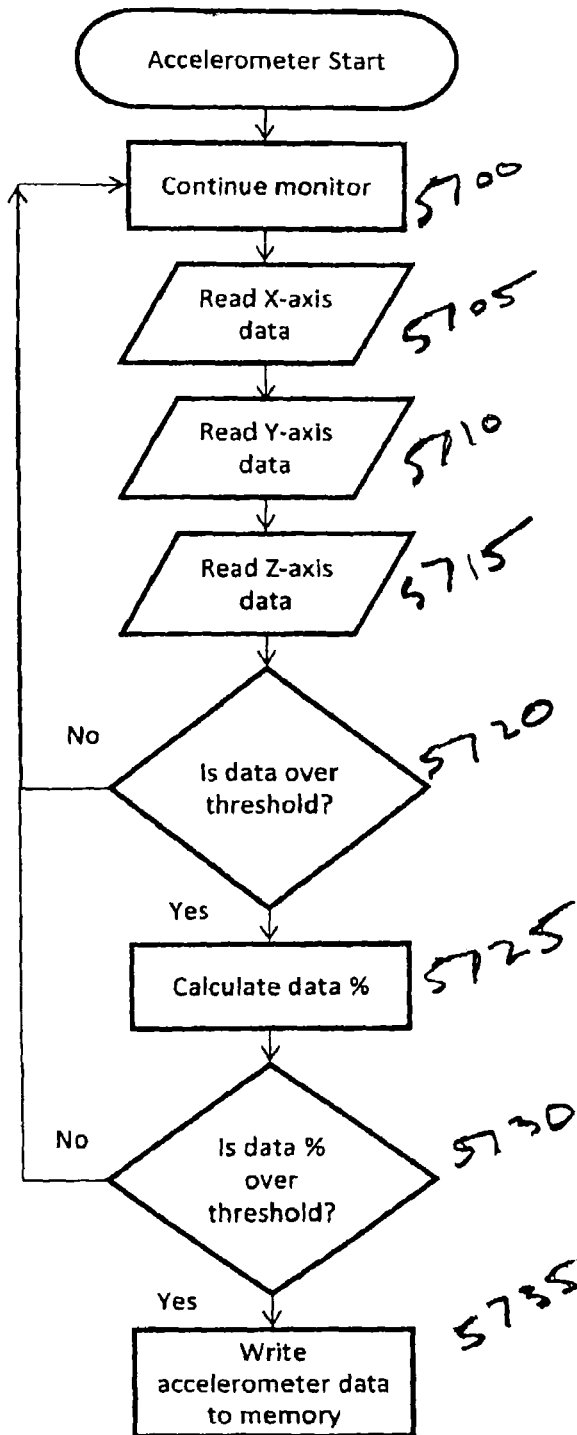 Accelerometer Start
Continue monitor
5700
Read X-axis
data
5705
Read Y-axis
data
5710
Read Z-axis
data
5715
No
Is data over
threshold?
5720
Yes
Calculate data %
5725
No
Is data %
over
threshold?
5730
Yes
Write
accelerometer data
to memory
5735